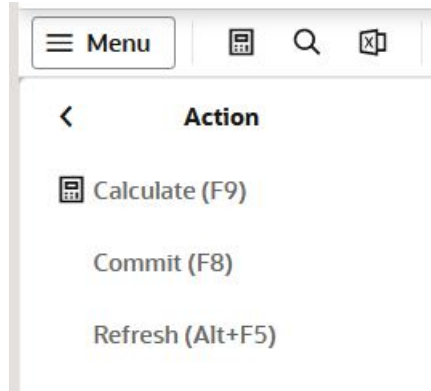 Menu
Action
Calculate (F9)
Commit (F8)
Refresh (Alt+F5)